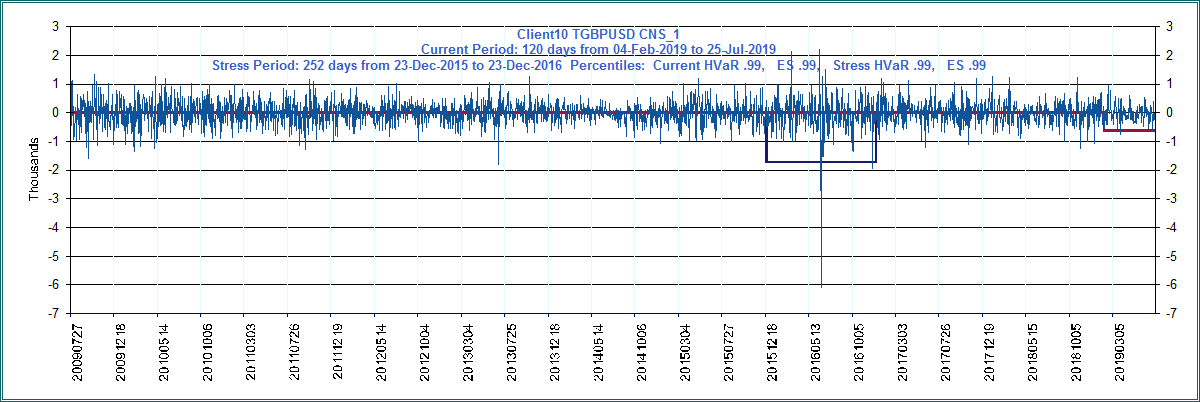 Client10 TGBPUSD CNS_1
Current Period: 120 days from 04-Feb-2019 to 25-Jul-2019
Stress Period: 252 days from 23-Dec-2015 to 23-Dec-2016 Percentiles: Current HVaR .99, ES .99, Stress HVaR .99, ES .99
3 3
2 2
1 1
0 0
-1 -1
-2 -2
-3 -3
-4 -4
-5 -5
-6 -6
-7 -7
Thousands
20090727 20091218 20100514 20101006 20110303 20110726 20111219 20120514 20121004 20130304 20130725 20131218 20140514 20141006 20150304 20150727 20151218 20160513 20161005 20170303 20170726 20171219 20180515 20181005 20190305